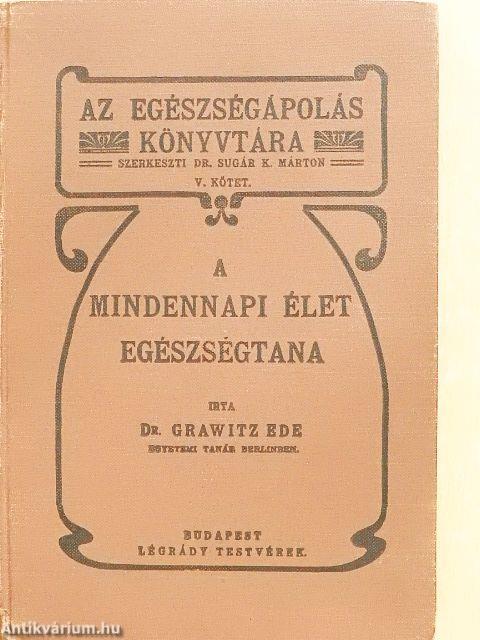 AZ EGÉSZSÉGÁPOLÁS
KÖNYVTÁRA
SZERKESZTI DR. SUGÁR K. MÁRTON
V. KÖTET.
A
MINDENNAPI ÉLET
EGÉSZSÉGTANA
IRTA
DR. GRAWITZ EDE
EGYETEMI TANÁR BERLINBEN.
BUDAPEST
LÉGRÁDY TESTVÉREK.
Antikvárium.hu